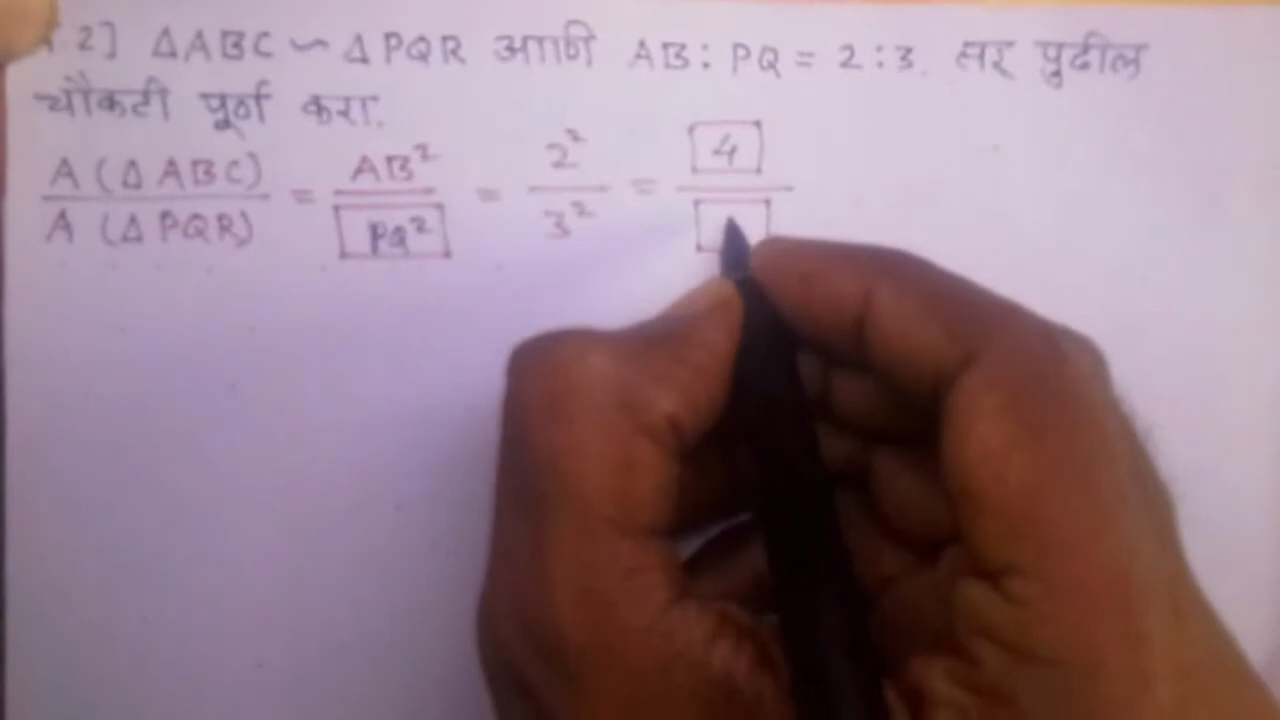 2] ΔABC ∽ ΔPQR आणि AB : PQ = 2 : 3. तर पुढील
चौकटी पूर्ण करा.
A (Δ ABC) / A (Δ PQR) = AB² / PQ² = 2² / 3² = 4 /